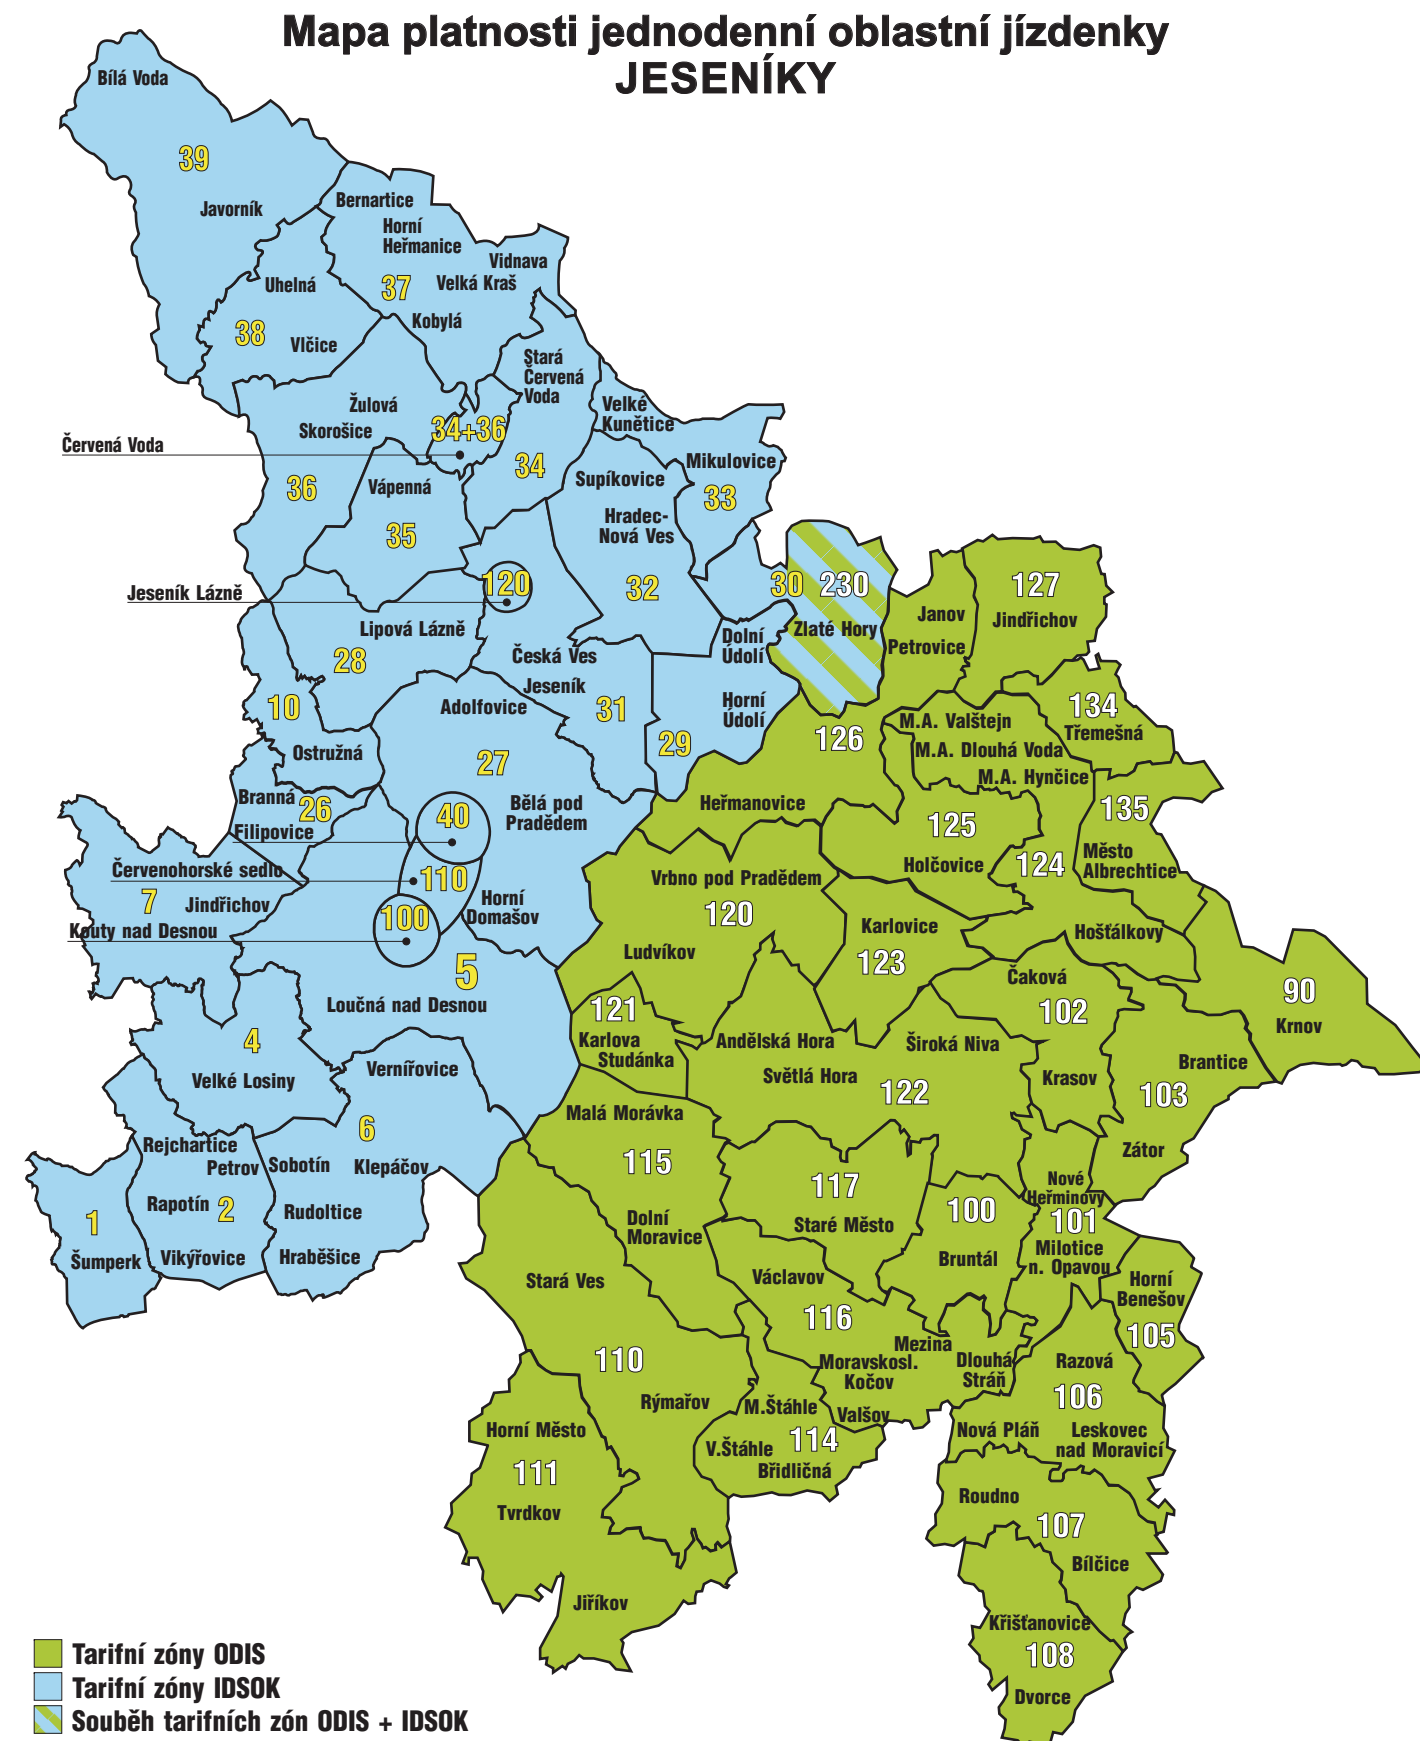 Mapa platnosti jednodenní oblastní jízdenky
JESENÍKY
Bílá Voda
39
Javorník
Bernartice
Horní
Heřmanice
Vidnava
37
Velká Kraš
Kobylá
Uhelná
38
Vlčice
Stará
Červená
Voda
Žulová
Skorošice
34+36
Červená Voda
34
36
Vápenná
35
Velké
Kunětice
Mikulovice
33
Supíkovice
Hradec-
Nová Ves
32
120
Jeseník Lázně
Lipová Lázně
28
Česká Ves
Jeseník
31
30
230
Zlaté Hory
Dolní
Údolí
Horní
Údolí
29
10
Ostružná
Adolfovice
27
Bělá pod
Pradědem
Branná
26
40
Filipovice
Červenohorské sedlo
110
7
Jindřichov
100
Kouty nad Desnou
Horní
Domašov
5
Loučná nad Desnou
4
Velké Losiny
Vernířovice
6
Rejchartice
Petrov
Sobotín
Klepáčov
Rapotín
2
Rudoltice
1
Šumperk
Vikýřovice
Hraběšice
Janov
Petrovice
127
Jindřichov
126
Heřmanovice
M.A. Valštejn
M.A. Dlouhá Voda
M.A. Hynčice
134
Třemešná
135
Město
Albrechtice
125
Holčovice
124
Hošťálkovy
Vrbno pod Pradědem
120
Ludvíkov
Karlovice
123
Čaková
102
90
Krnov
121
Karlova
Studánka
Andělská Hora
Světlá Hora
Široká Niva
122
Krasov
Brantice
103
Zátor
Malá Morávka
115
Dolní
Moravice
117
Staré Město
100
Bruntál
Nové
Heřminovy
101
Milotice
n. Opavou
Horní
Benešov
105
Stará Ves
110
Rýmařov
Václavov
116
Mezina
Moravskosl.
Kočov
Valšov
Dlouhá
Stráň
Razová
106
Nová Pláň
Leskovec
nad Moravicí
M.Štáhle
V.Štáhle
114
Břidličná
Horní Město
111
Tvrdkov
Jiříkov
Roudno
107
Bílčice
Křišťanovice
108
Dvorce
Tarifní zóny ODIS
Tarifní zóny IDSOK
Souběh tarifních zón ODIS + IDSOK